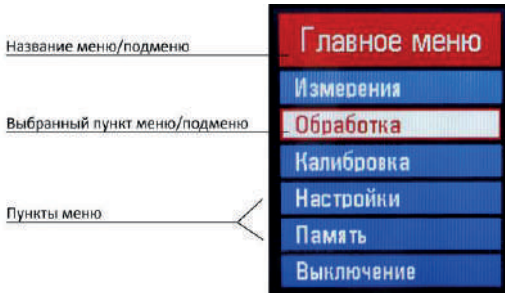 Название меню/подменю
Главное меню
Измерения
Выбранный пункт меню/подменю
Обработка
Калибровка
Настройки
Пункты меню
Память
Выключение